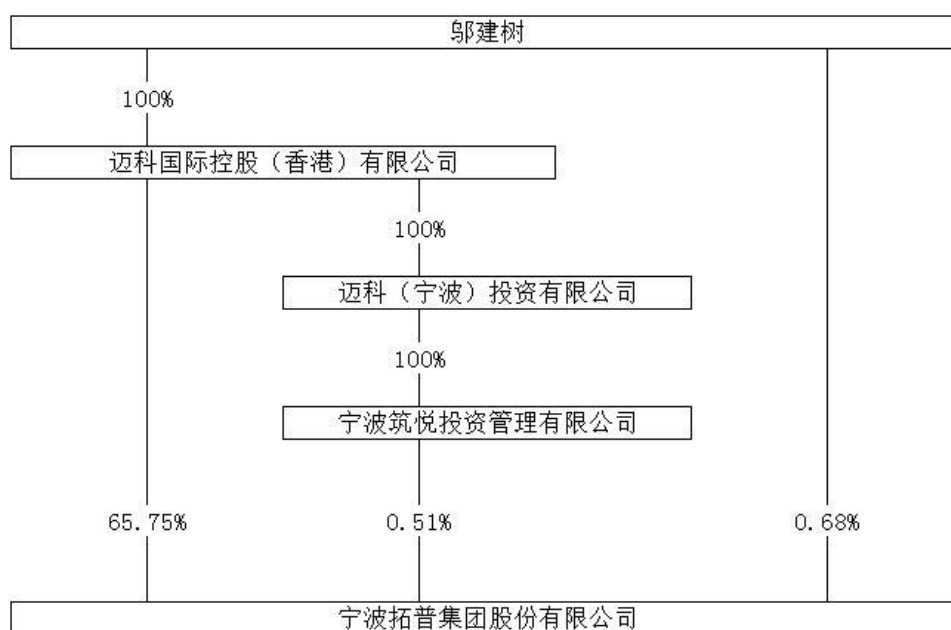 邬建树
100%
迈科国际控股（香港）有限公司
100%
迈科（宁波）投资有限公司
100%
宁波筑悦投资管理有限公司
65.75% 0.51% 0.68%
宁波拓普集团股份有限公司